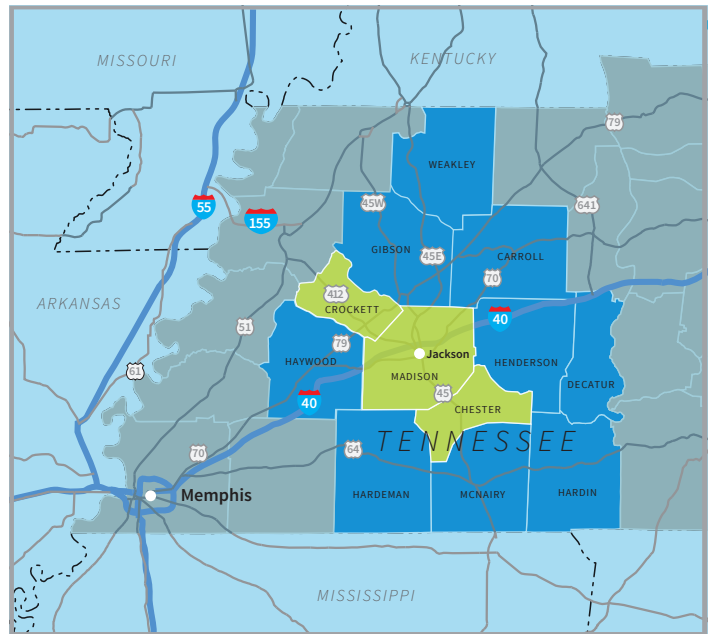 MISSOURI
KENTUCKY
79
WEAKLEY
55
155
45W
641
GIBSON
45E
CARROLL
70
ARKANSAS
412
CROCKETT
40
51
79
Jackson
HAYWOOD
HENDERSON
61
MADISON
DECATUR
45
40
CHESTER
TENNESSEE
64
70
Memphis
HARDEMAN
MCNAIRY
HARDIN
MISSISSIPPI